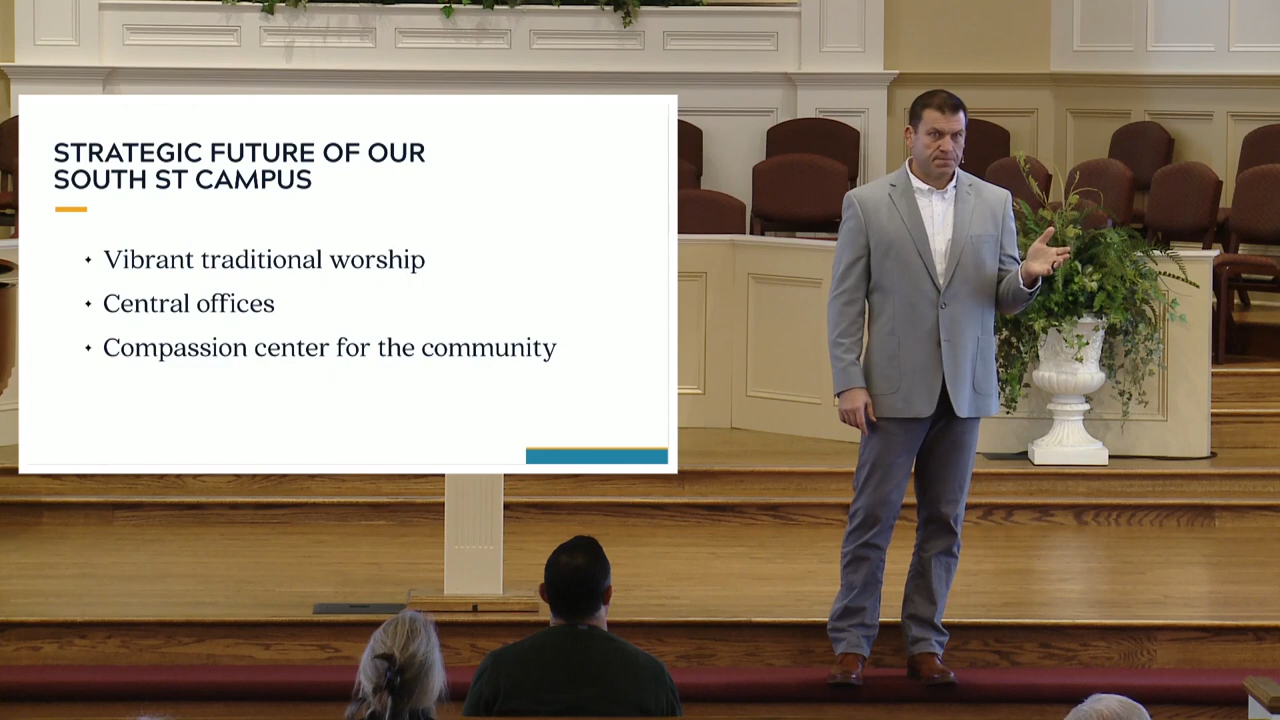 STRATEGIC FUTURE OF OUR
SOUTH ST CAMPUS
Vibrant traditional worship
Central offices
Compassion center for the community